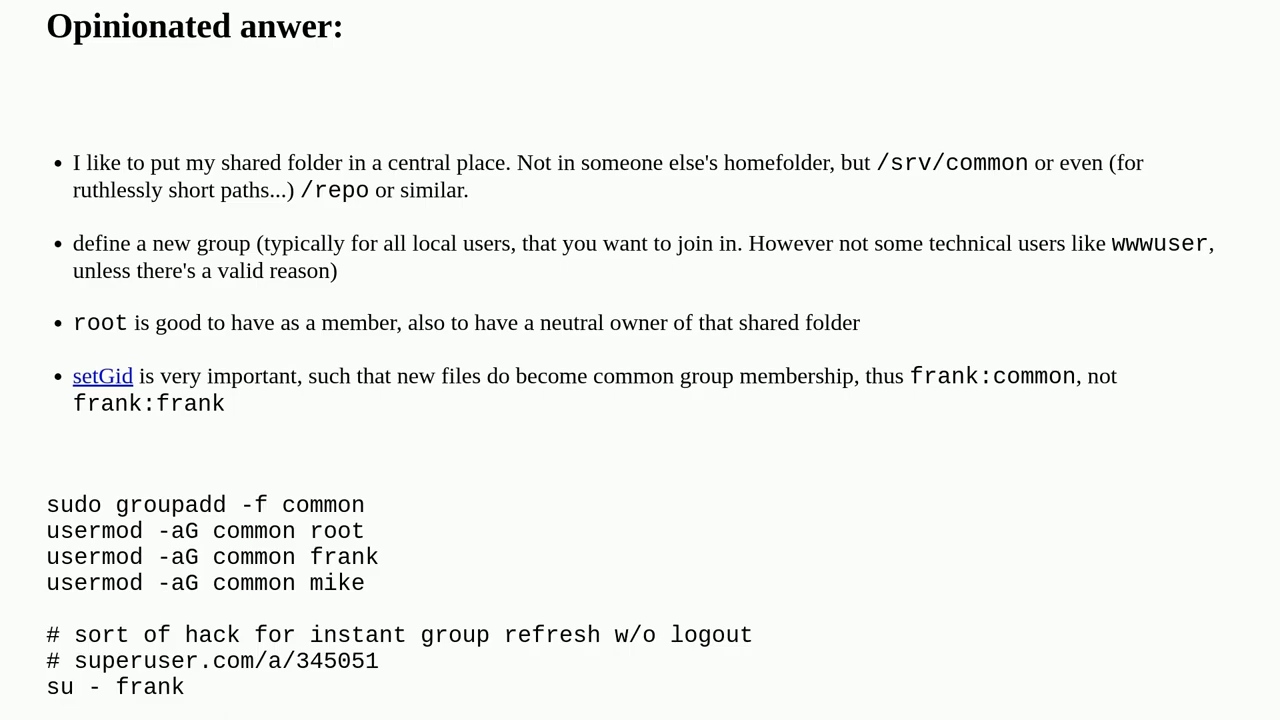 Opinionated anwer:
• I like to put my shared folder in a central place. Not in someone else's homefolder, but /srv/common or even (for
ruthlessly short paths...) /repo or similar.
• define a new group (typically for all local users, that you want to join in. However not some technical users like wwwuser,
unless there's a valid reason)
• root is good to have as a member, also to have a neutral owner of that shared folder
• setGid is very important, such that new files do become common group membership, thus frank:common, not
frank:frank
sudo groupadd -f common
usermod -aG common root
usermod -aG common frank
usermod -aG common mike
# sort of hack for instant group refresh w/o logout
# superuser.com/a/345051
su - frank